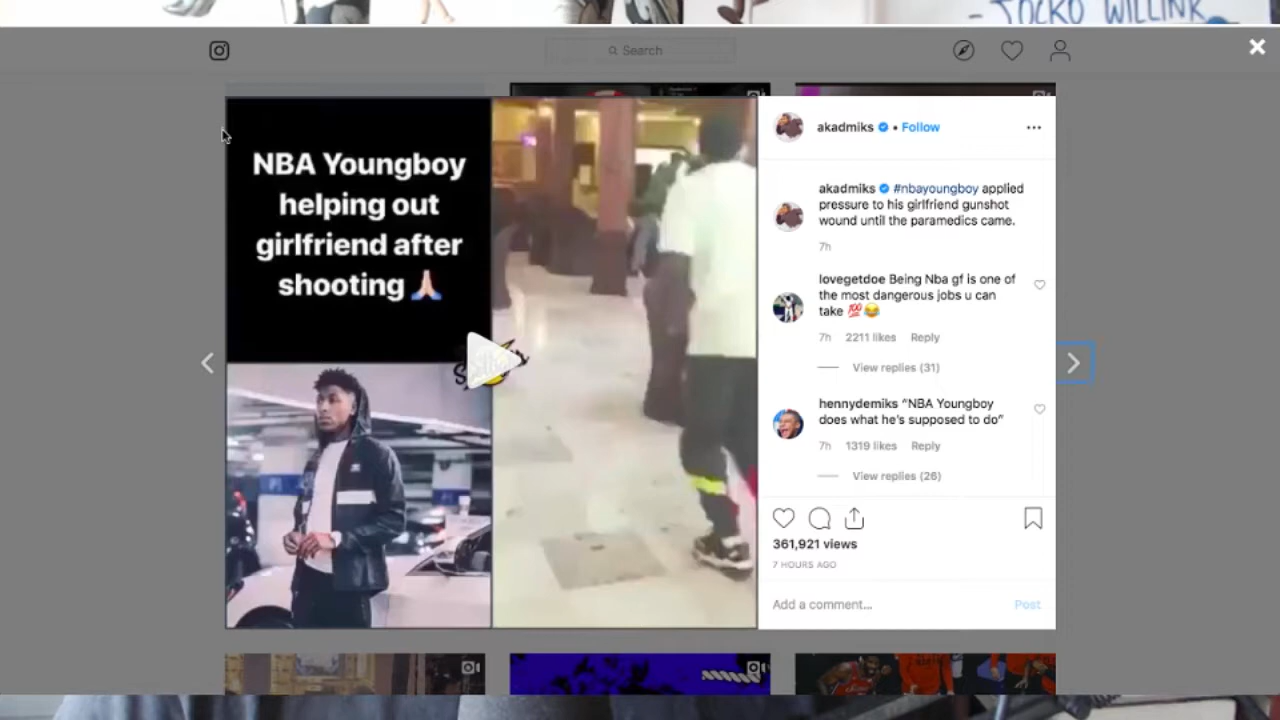 - JOCKO WILLINK
Search
NBA Youngboy
helping out
girlfriend after
shooting 🙏🏻
akadmiks • Follow
akadmiks #nbayoungboy applied
pressure to his girlfriend gunshot
wound until the paramedics came.
7h
lovegetdoe Being Nba gf is one of
the most dangerous jobs u can
take 💯😂
7h 2211 likes Reply
View replies (31)
hennydemiks “NBA Youngboy
does what he's supposed to do”
7h 1319 likes Reply
View replies (26)
361,921 views
7 HOURS AGO
Add a comment... Post